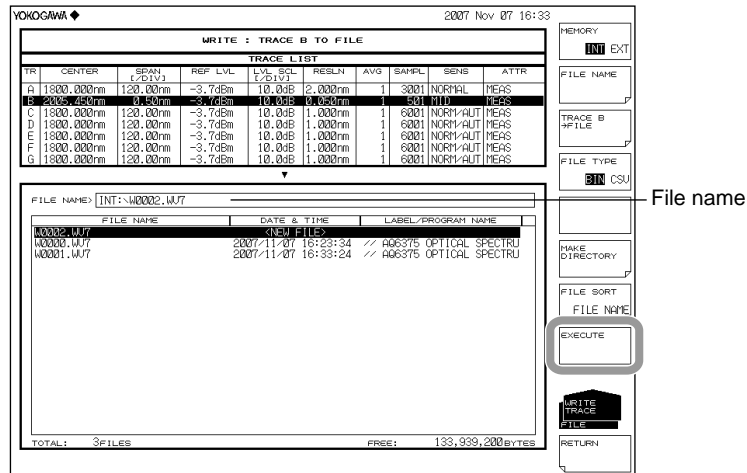 YOKOGAWA 2007 Nov 07 16:33
WRITE : TRACE B TO FILE
TRACE LIST
TR CENTER SPAN [/DIV] REF LVL LVL SCL [/DIV] RESLN AVG SAMPL SENS ATTR
A 1800.000nm 120.00nm -3.7dBm 10.0dB 2.000nm 1 3001 NORMAL MEAS
B 2005.450nm 0.50nm -3.7dBm 10.0dB 0.050nm 1 501 MID MEAS
C 1800.000nm 120.00nm -3.7dBm 10.0dB 1.000nm 1 6001 NORM/AUT MEAS
D 1800.000nm 120.00nm -3.7dBm 10.0dB 1.000nm 1 6001 NORM/AUT MEAS
E 1800.000nm 120.00nm -3.7dBm 10.0dB 1.000nm 1 6001 NORM/AUT MEAS
F 1800.000nm 120.00nm -3.7dBm 10.0dB 1.000nm 1 6001 NORM/AUT MEAS
G 1800.000nm 120.00nm -3.7dBm 10.0dB 1.000nm 1 6001 NORM/AUT MEAS
FILE NAME> INT:\W0002.WV7
FILE NAME DATE & TIME LABEL/PROGRAM NAME
W0002.WV7 <NEW FILE>
W0000.WV7 2007/11/07 16:23:34 // AQ6375 OPTICAL SPECTRU
W0001.WV7 2007/11/07 16:33:24 // AQ6375 OPTICAL SPECTRU
TOTAL: 3FILES FREE: 133,939,200BYTES
MEMORY
INT EXT
FILE NAME
TRACE B
→FILE
FILE TYPE
BIN CSV
MAKE
DIRECTORY
FILE SORT
FILE NAME
EXECUTE
WRITE
TRACE
FILE
RETURN
File name